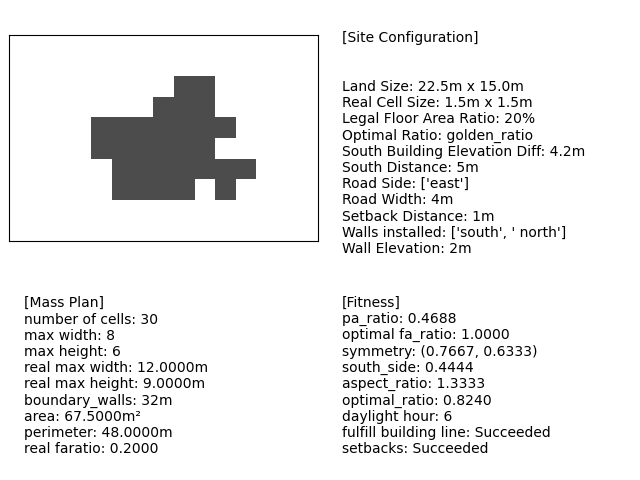 [Site Configuration]
Land Size: 22.5m x 15.0m
Real Cell Size: 1.5m x 1.5m
Legal Floor Area Ratio: 20%
Optimal Ratio: golden_ratio
South Building Elevation Diff: 4.2m
South Distance: 5m
Road Side: ['east']
Road Width: 4m
Setback Distance: 1m
Walls installed: ['south', ' north']
Wall Elevation: 2m
[Mass Plan]
number of cells: 30
max width: 8
max height: 6
real max width: 12.0000m
real max height: 9.0000m
boundary_walls: 32m
area: 67.5000m²
perimeter: 48.0000m
real faratio: 0.2000
[Fitness]
pa_ratio: 0.4688
optimal fa_ratio: 1.0000
symmetry: (0.7667, 0.6333)
south_side: 0.4444
aspect_ratio: 1.3333
optimal_ratio: 0.8240
daylight hour: 6
fulfill building line: Succeeded
setbacks: Succeeded